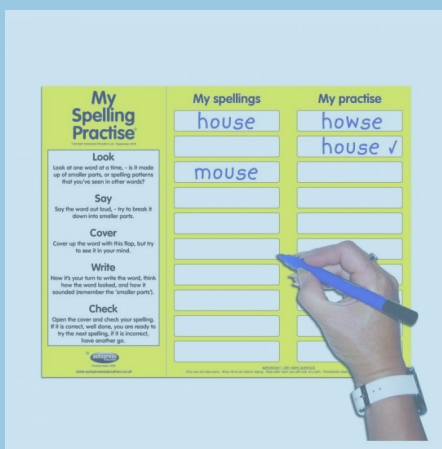 My
Spelling
Practise
Look
Look at one word at a time, - is it made
up of smaller parts, or spelling patterns
that you've seen in other words?
Say
Say the word out loud, - try to break it
down into smaller parts.
Cover
Cover up the word with this flap, but try
to see it in your mind.
Write
Now it's your turn to write the word, think
how the word looked, and how it
sounded (remember the 'smaller parts').
Check
Open the cover and check your spelling.
If it is correct, well done, you are ready to
try the next spelling, if it is incorrect,
have another go.
autopress
www.autopresseducation.co.uk
My spellings
house
mouse
My practise
howse
house ✓